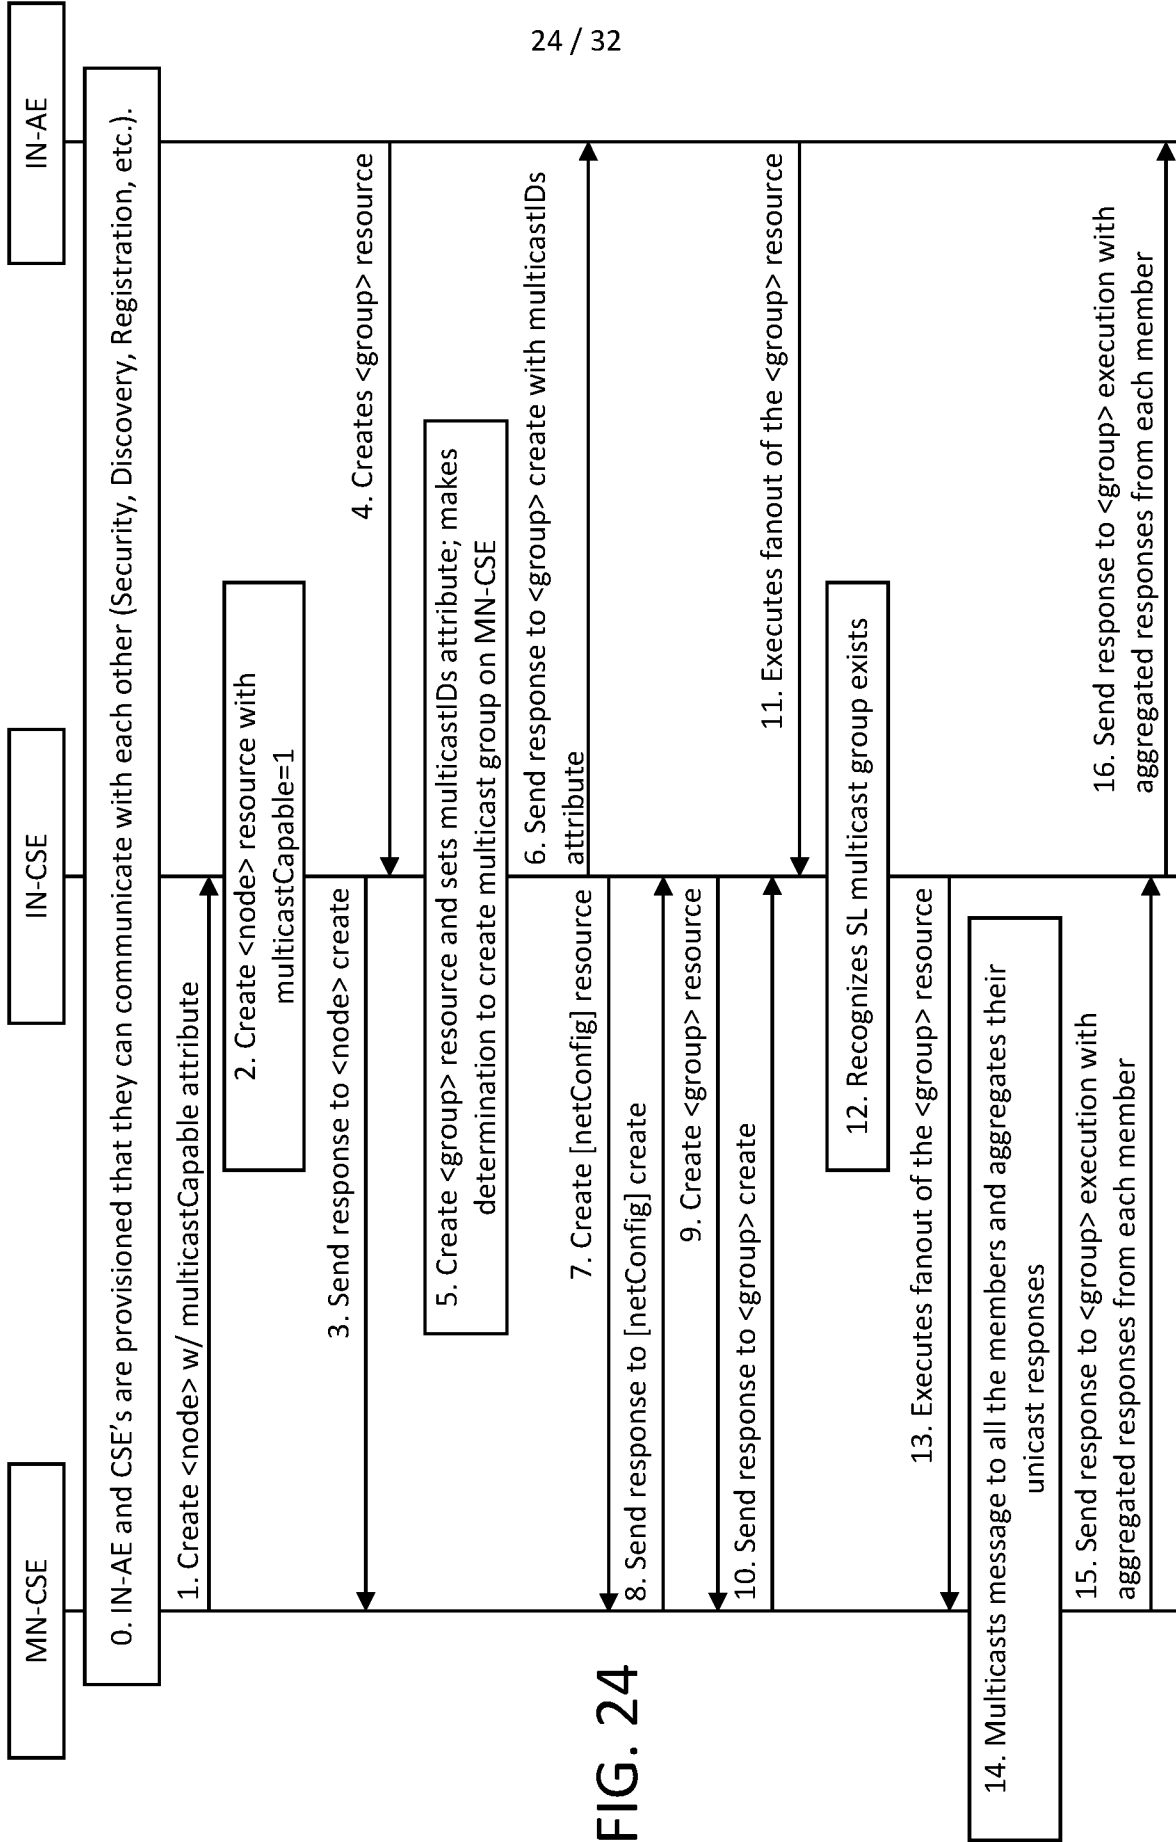 24 / 32
MN-CSE
IN-CSE
IN-AE
0. IN-AE and CSE's are provisioned that they can communicate with each other (Security, Discovery, Registration, etc.).
1. Create <node> w/ multicastCapable attribute
2. Create <node> resource with
multicastCapable=1
3. Send response to <node> create
4. Creates <group> resource
5. Create <group> resource and sets multicastIDs attribute; makes
determination to create multicast group on MN-CSE
6. Send response to <group> create with multicastIDs
attribute
7. Create [netConfig] resource
8. Send response to [netConfig] create
9. Create <group> resource
10. Send response to <group> create
11. Executes fanout of the <group> resource
12. Recognizes SL multicast group exists
13. Executes fanout of the <group> resource
14. Multicasts message to all the members and aggregates their
unicast responses
15. Send response to <group> execution with
aggregated responses from each member
16. Send response to <group> execution with
aggregated responses from each member
FIG. 24